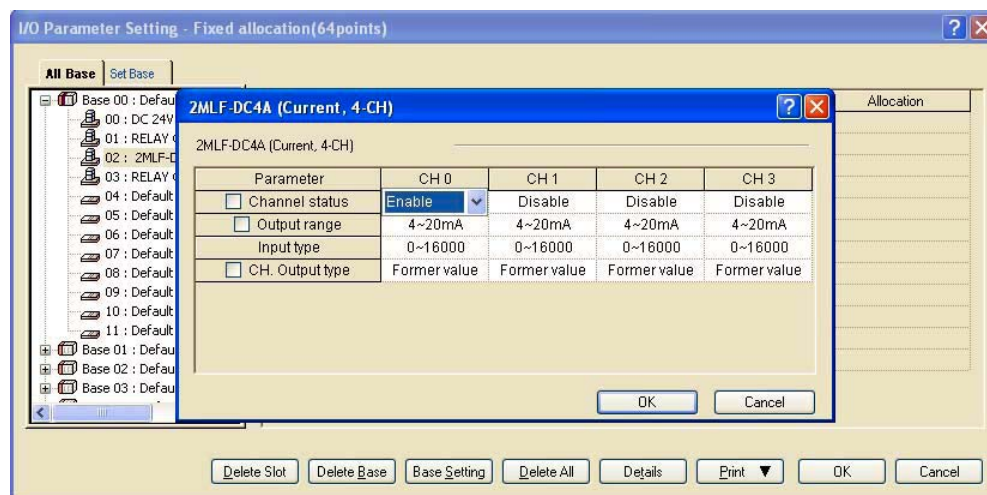 I/O Parameter Setting - Fixed allocation(64points)
All Base Set Base
Allocation
Base 00 : Defau
00 : DC 24V
01 : RELAY
02 : 2MLF-D
03 : RELAY
04 : Default
05 : Default
06 : Default
07 : Default
08 : Default
09 : Default
10 : Default
11 : Default
Base 01 : Defau
Base 02 : Defau
Base 03 : Defau
2MLF-DC4A (Current, 4-CH)
2MLF-DC4A (Current, 4-CH)
Parameter CH 0 CH 1 CH 2 CH 3
Channel status Enable Disable Disable Disable
Output range 4~20mA 4~20mA 4~20mA 4~20mA
Input type 0~16000 0~16000 0~16000 0~16000
CH. Output type Former value Former value Former value Former value
OK Cancel
Delete Slot Delete Base Base Setting Delete All Details Print ▼ OK Cancel